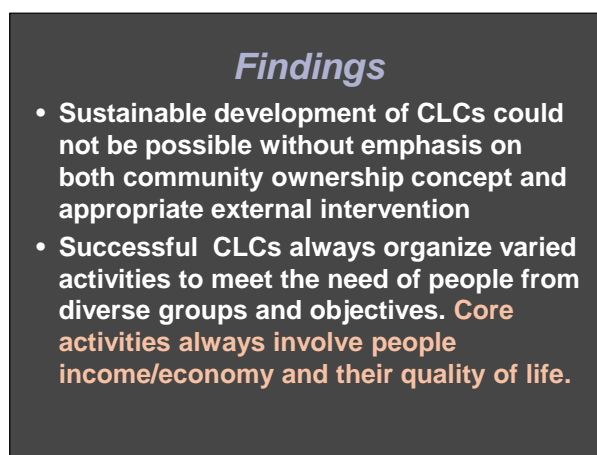 Findings
• Sustainable development of CLCs could
not be possible without emphasis on
both community ownership concept and
appropriate external intervention
• Successful CLCs always organize varied
activities to meet the need of people from
diverse groups and objectives. Core
activities always involve people
income/economy and their quality of life.